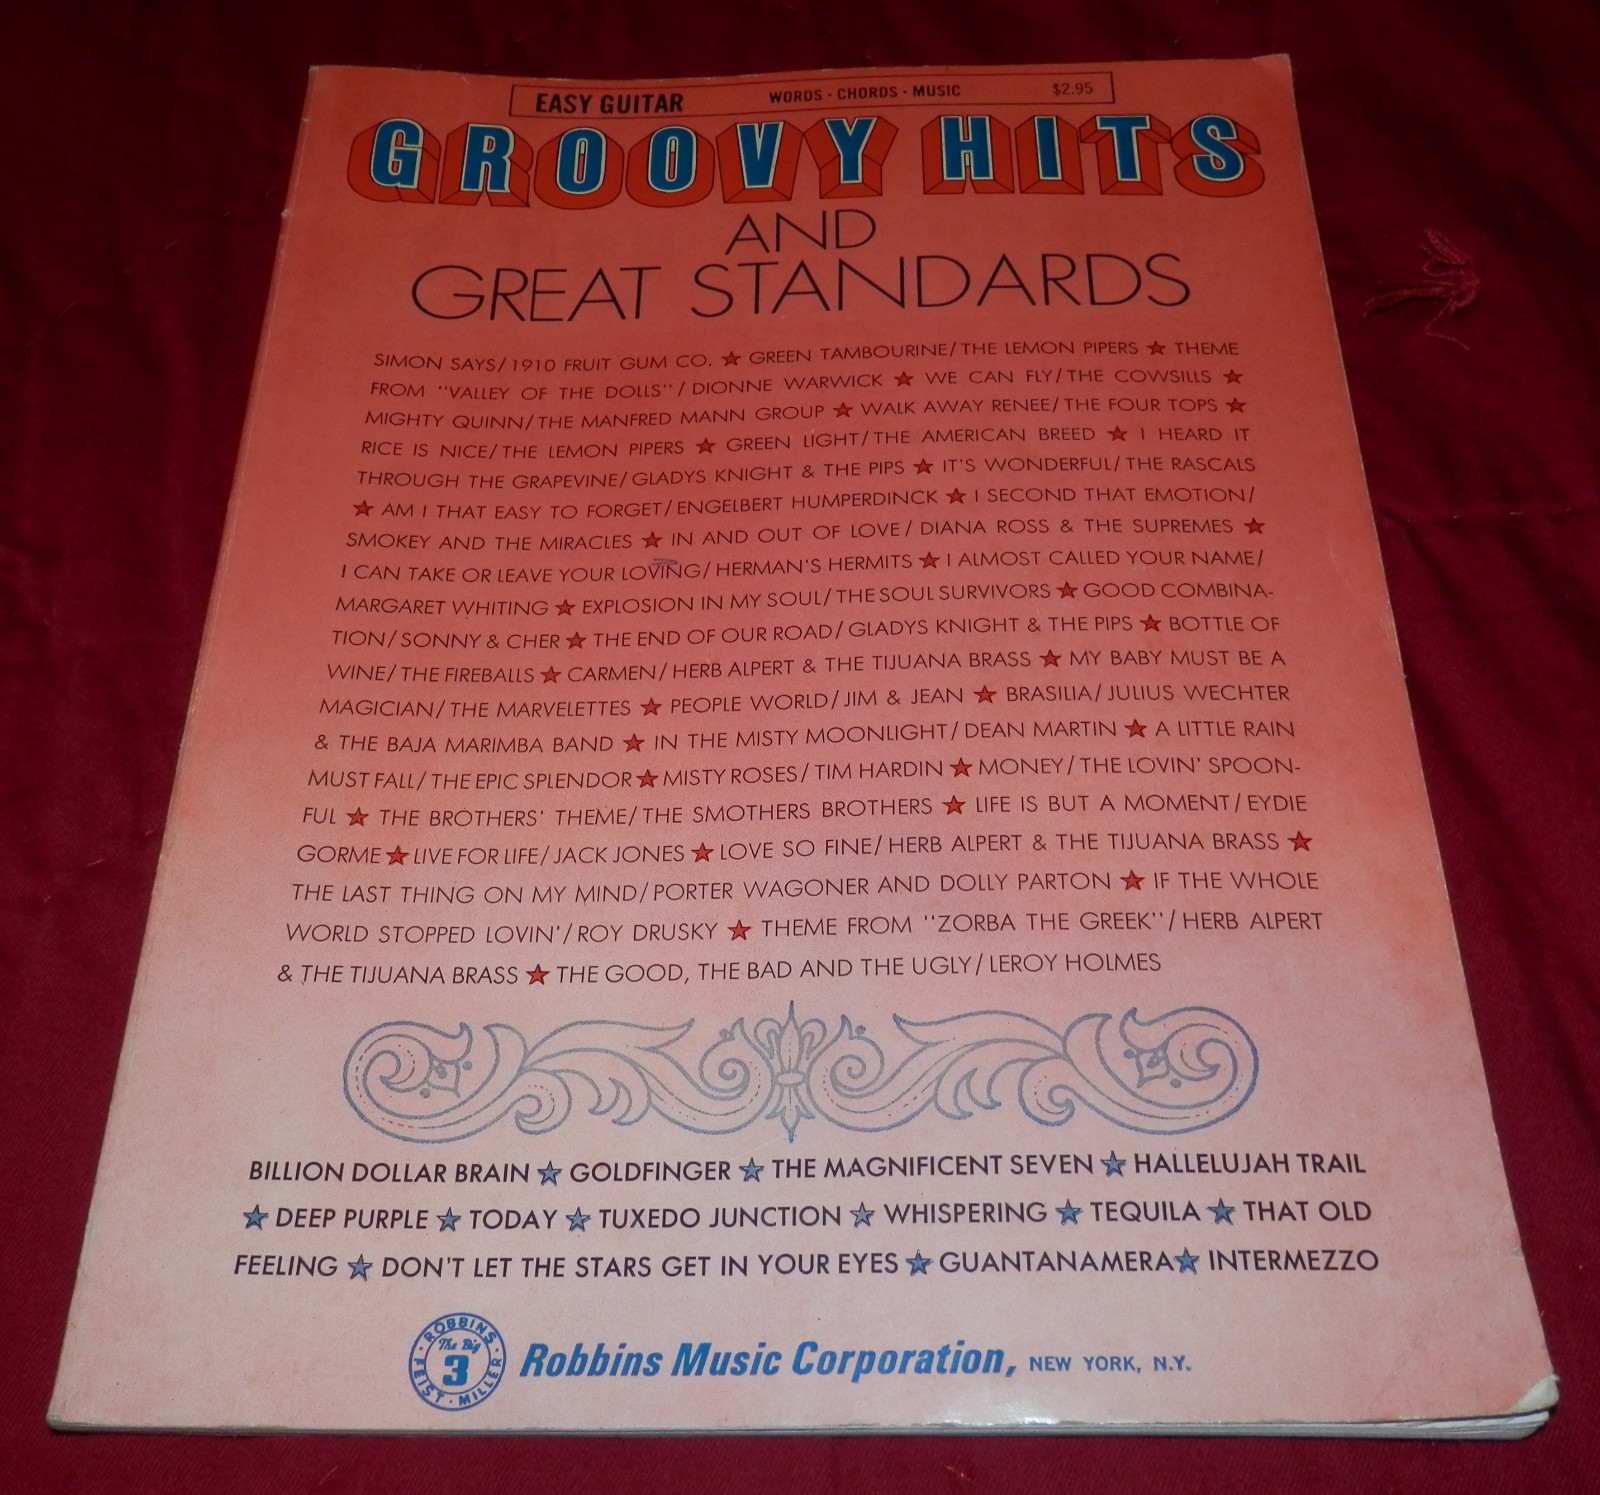 EASY GUITAR WORDS · CHORDS · MUSIC $2.95
GROOVY HITS
AND
GREAT STANDARDS
SIMON SAYS/1910 FRUIT GUM CO. ★ GREEN TAMBOURINE/THE LEMON PIPERS ★ THEME
FROM "VALLEY OF THE DOLLS"/DIONNE WARWICK ★ WE CAN FLY/THE COWSILLS ★
MIGHTY QUINN/THE MANFRED MANN GROUP ★ WALK AWAY RENEE/THE FOUR TOPS ★
RICE IS NICE/THE LEMON PIPERS ★ GREEN LIGHT/THE AMERICAN BREED ★ I HEARD IT
THROUGH THE GRAPEVINE/GLADYS KNIGHT & THE PIPS ★ IT'S WONDERFUL/THE RASCALS
★ AM I THAT EASY TO FORGET/ENGELBERT HUMPERDINCK ★ I SECOND THAT EMOTION/
SMOKEY AND THE MIRACLES ★ IN AND OUT OF LOVE/DIANA ROSS & THE SUPREMES ★
I CAN TAKE OR LEAVE YOUR LOVING/HERMAN'S HERMITS ★ I ALMOST CALLED YOUR NAME/
MARGARET WHITING ★ EXPLOSION IN MY SOUL/THE SOUL SURVIVORS ★ GOOD COMBINA-
TION/SONNY & CHER ★ THE END OF OUR ROAD/GLADYS KNIGHT & THE PIPS ★ BOTTLE OF
WINE/THE FIREBALLS ★ CARMEN/HERB ALPERT & THE TIJUANA BRASS ★ MY BABY MUST BE A
MAGICIAN/THE MARVELETTES ★ PEOPLE WORLD/JIM & JEAN ★ BRASILIA/JULIUS WECHTER
& THE BAJA MARIMBA BAND ★ IN THE MISTY MOONLIGHT/DEAN MARTIN ★ A LITTLE RAIN
MUST FALL/THE EPIC SPLENDOR ★ MISTY ROSES/TIM HARDIN ★ MONEY/THE LOVIN' SPOON-
FUL ★ THE BROTHERS' THEME/THE SMOTHERS BROTHERS ★ LIFE IS BUT A MOMENT/EYDIE
GORME ★ LIVE FOR LIFE/JACK JONES ★ LOVE SO FINE/HERB ALPERT & THE TIJUANA BRASS ★
THE LAST THING ON MY MIND/PORTER WAGONER AND DOLLY PARTON ★ IF THE WHOLE
WORLD STOPPED LOVIN'/ROY DRUSKY ★ THEME FROM "ZORBA THE GREEK"/HERB ALPERT
& THE TIJUANA BRASS ★ THE GOOD, THE BAD AND THE UGLY/LEROY HOLMES
BILLION DOLLAR BRAIN ★ GOLDFINGER ★ THE MAGNIFICENT SEVEN ★ HALLELUJAH TRAIL
★ DEEP PURPLE ★ TODAY ★ TUXEDO JUNCTION ★ WHISPERING ★ TEQUILA ★ THAT OLD
FEELING ★ DON'T LET THE STARS GET IN YOUR EYES ★ GUANTANAMERA ★ INTERMEZZO
ROBBINS · MILLER · FEIST
The Big
3
Robbins Music Corporation, NEW YORK, N.Y.